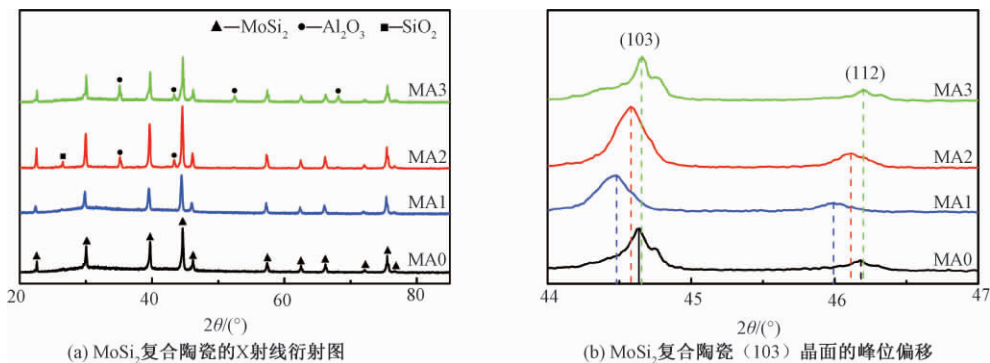 ▲—MoSi₂ ●—Al₂O₃ ■—SiO₂
MA3
MA2
MA1
MA0
20 40 60 80
2θ/(°)
(a) MoSi₂复合陶瓷的X射线衍射图
(103)
(112)
MA3
MA2
MA1
MA0
44 45 46 47
2θ/(°)
(b) MoSi₂复合陶瓷（103）晶面的峰位偏移